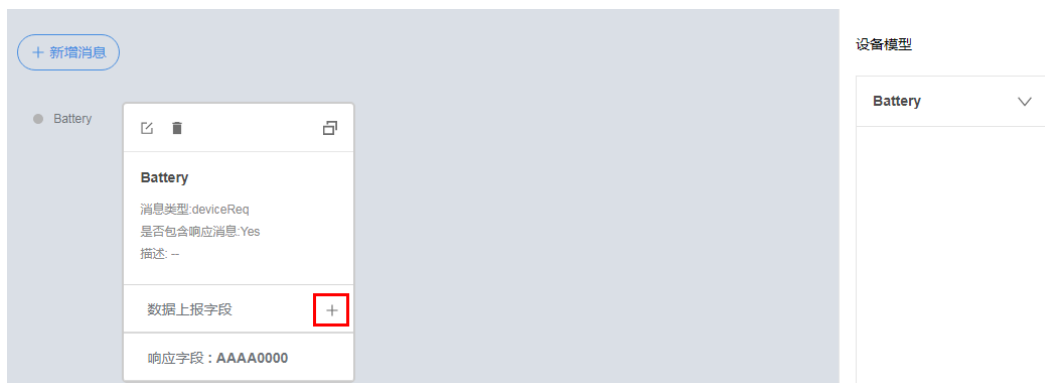 + 新增消息
设备模型
Battery
Battery
Battery
消息类型:deviceReq
是否包含响应消息:Yes
描述: --
数据上报字段 +
响应字段 : AAAA0000